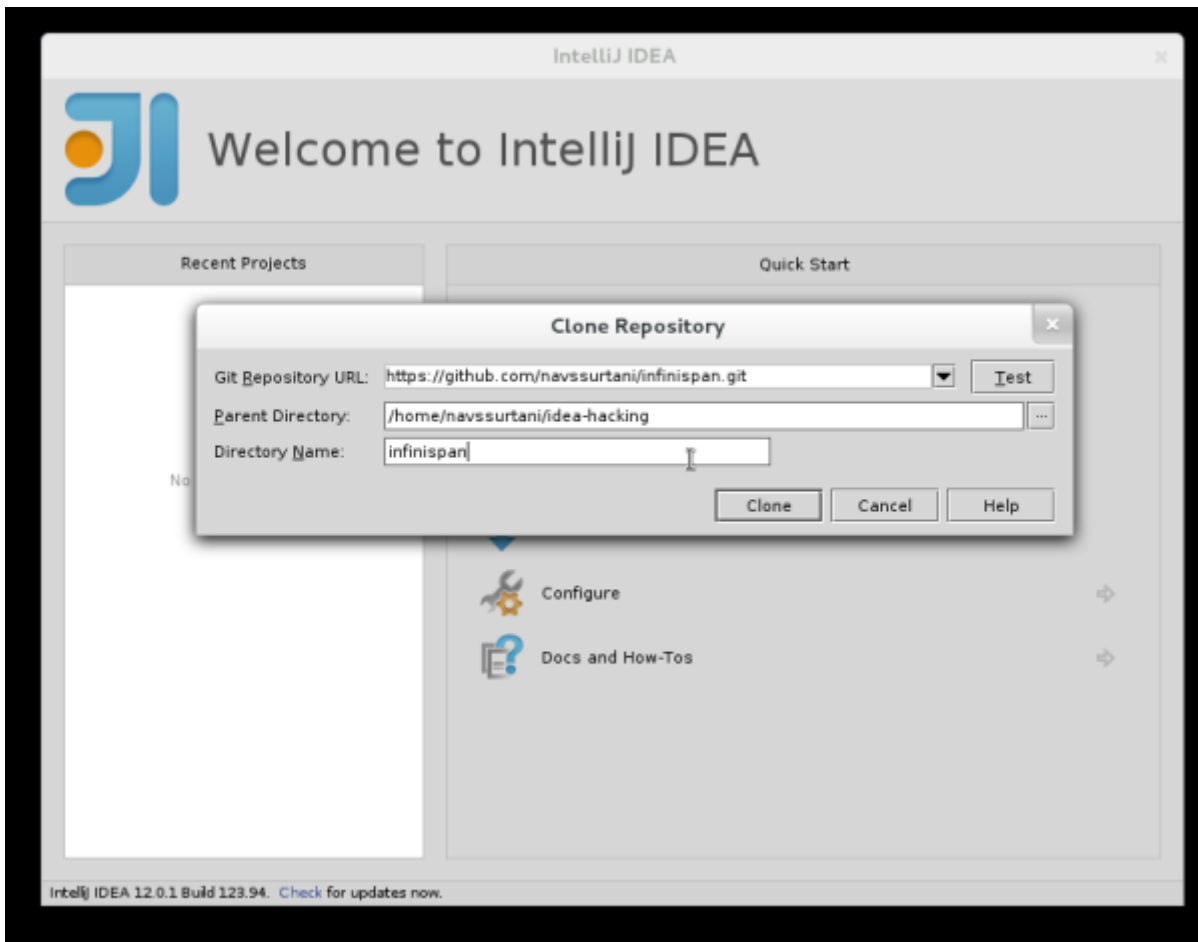 IntelliJ IDEA
Welcome to IntelliJ IDEA
Recent Projects
Quick Start
Clone Repository
Git Repository URL: https://github.com/navssurtani/infinispan.git Test
Parent Directory: /home/navssurtani/idea-hacking ...
Directory Name: infinispan
No
Clone Cancel Help
Configure
Docs and How-Tos
IntelliJ IDEA 12.0.1 Build 123.94. Check for updates now.